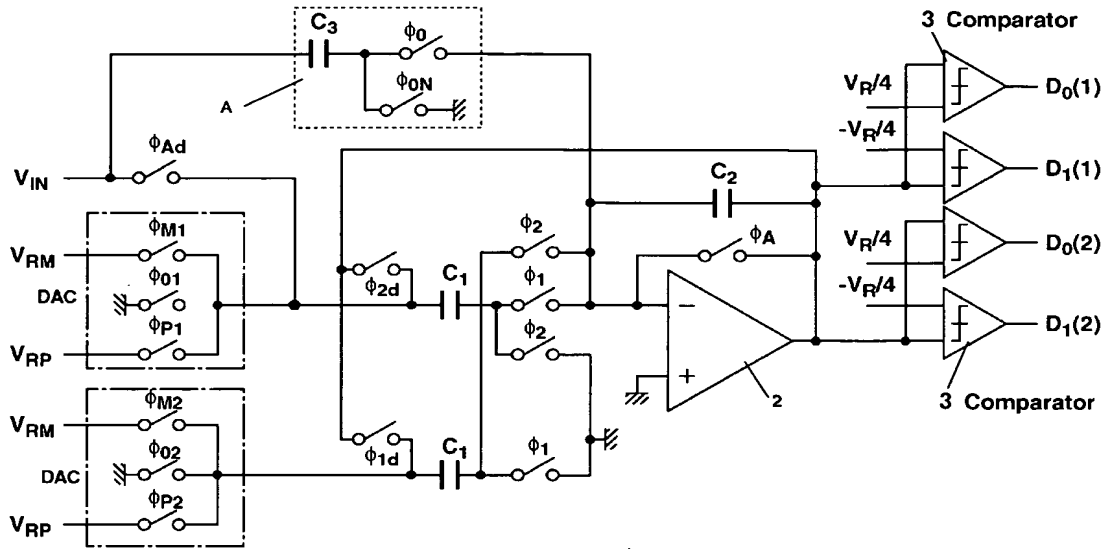 3 Comparator
C3
ϕ0
ϕ0N
A
VR/4
D0(1)
-VR/4
D1(1)
VIN
ϕAd
C2
ϕA
ϕ2
VR/4
D0(2)
-VR/4
D1(2)
VRM
ϕM1
DAC
ϕ01
VRP
ϕP1
ϕ2d
C1
ϕ1
ϕ2
−
+
2
3 Comparator
VRM
ϕM2
DAC
ϕ02
VRP
ϕP2
ϕ1d
C1
ϕ1